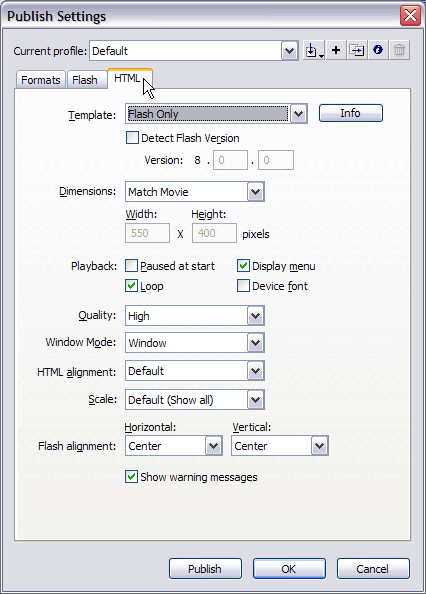 Publish Settings
Current profile: Default
Formats Flash HTML
Template: Flash Only Info
Detect Flash Version
Version: 8 . 0 . 0
Dimensions: Match Movie
Width: Height:
550 X 400 pixels
Playback: Paused at start Display menu
Loop Device font
Quality: High
Window Mode: Window
HTML alignment: Default
Scale: Default (Show all)
Horizontal: Vertical:
Flash alignment: Center Center
Show warning messages
Publish OK Cancel